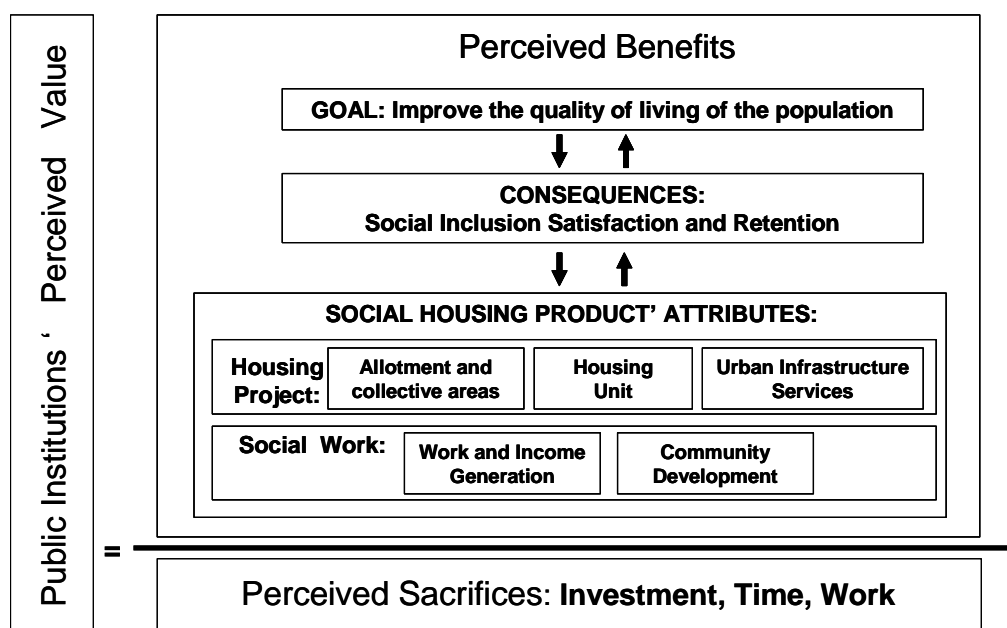 Public Institutions ‘ Perceived Value
=
Perceived Benefits
GOAL: Improve the quality of living of the population
CONSEQUENCES:
Social Inclusion Satisfaction and Retention
SOCIAL HOUSING PRODUCT’ ATTRIBUTES:
Housing
Project:
Allotment and
collective areas
Housing
Unit
Urban Infrastructure
Services
Social Work:
Work and Income
Generation
Community
Development
Perceived Sacrifices: Investment, Time, Work